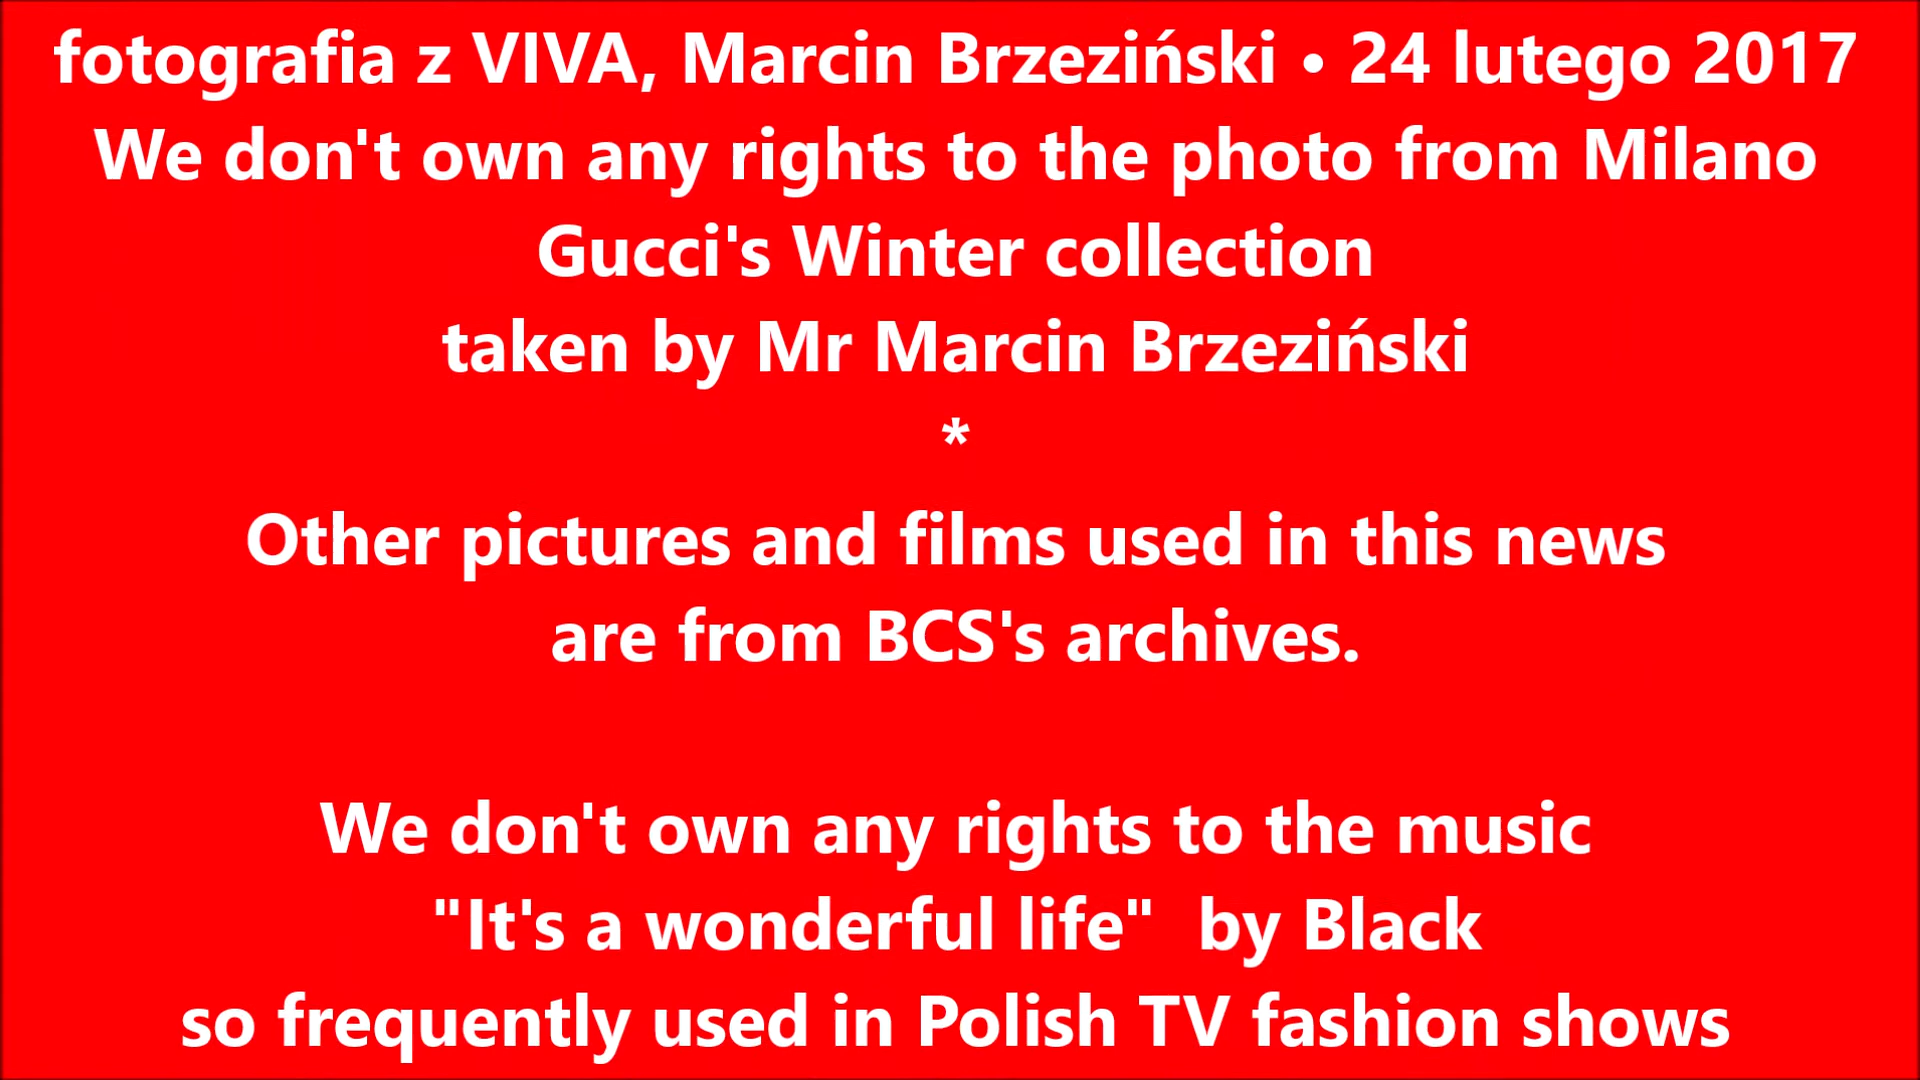 fotografia z VIVA, Marcin Brzeziński • 24 lutego 2017
We don't own any rights to the photo from Milano
Gucci's Winter collection
taken by Mr Marcin Brzeziński
*
Other pictures and films used in this news
are from BCS's archives.
We don't own any rights to the music
"It's a wonderful life"  by Black
so frequently used in Polish TV fashion shows